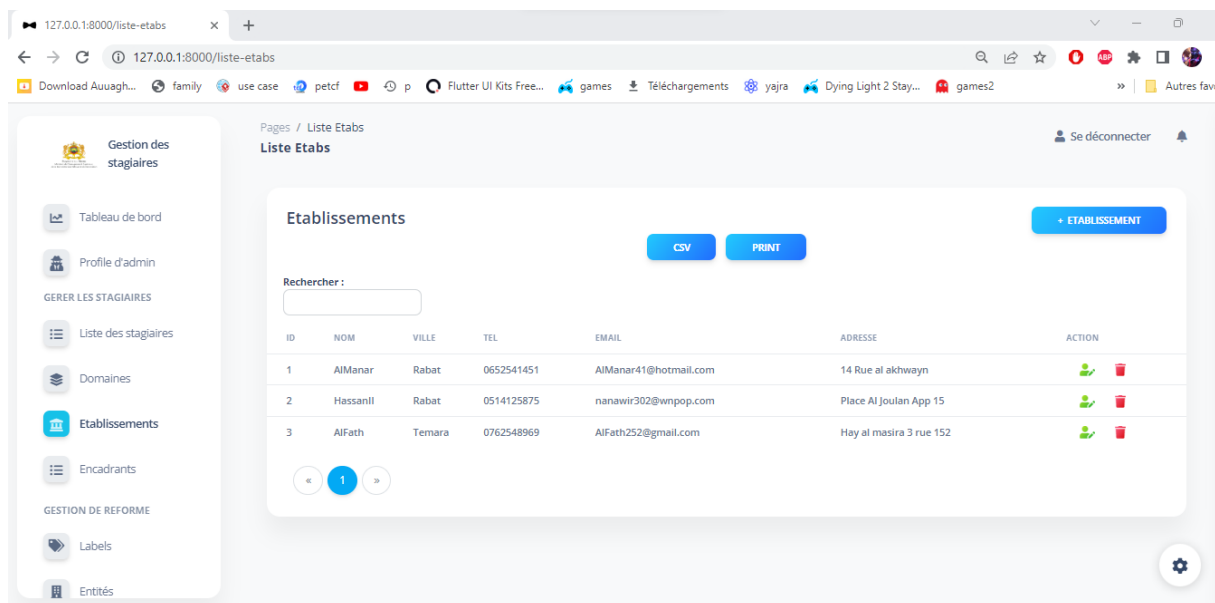 127.0.0.1:8000/liste-etabs × +
127.0.0.1:8000/liste-etabs
Download Auuagh... family use case petcf p Flutter UI Kits Free... games Téléchargements yajra Dying Light 2 Stay... games2 » Autres fav
ABP
Gestion des
stagiaires
Tableau de bord
Profile d'admin
GERER LES STAGIAIRES
Liste des stagiaires
Domaines
Etablissements
Encadrants
GESTION DE REFORME
Labels
Entités
Pages / Liste Etabs
Liste Etabs
Se déconnecter
Etablissements
+ ETABLISSEMENT
CSV PRINT
Rechercher :
ID NOM VILLE TEL EMAIL ADRESSE ACTION
1 AlManar Rabat 0652541451 AlManar41@hotmail.com 14 Rue al akhwayn
2 HassanII Rabat 0514125875 nanawir302@wnpop.com Place Al Joulan App 15
3 AlFath Temara 0762548969 AlFath252@gmail.com Hay al masira 3 rue 152
« 1 »